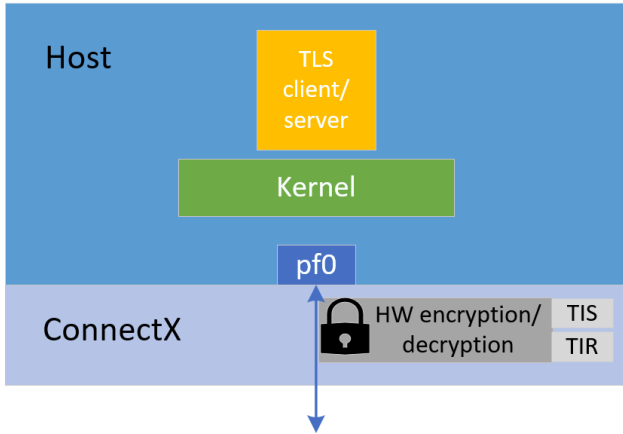 Host
TLS
client/
server
Kernel
pf0
ConnectX
HW encryption/
decryption
TIS
TIR